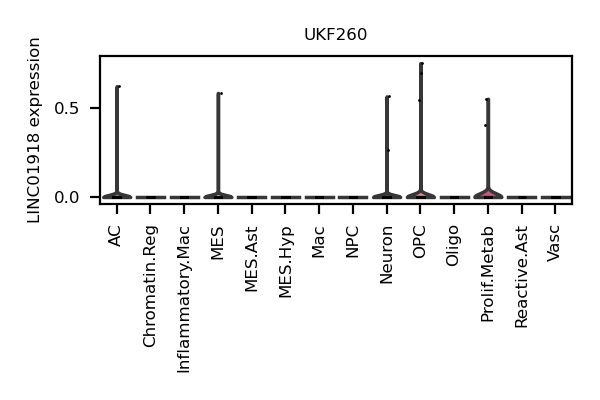 UKF260
LINC01918 expression
0.5
0.0
AC
Chromatin.Reg
Inflammatory.Mac
MES
MES.Ast
MES.Hyp
Mac
NPC
Neuron
OPC
Oligo
Prolif.Metab
Reactive.Ast
Vasc